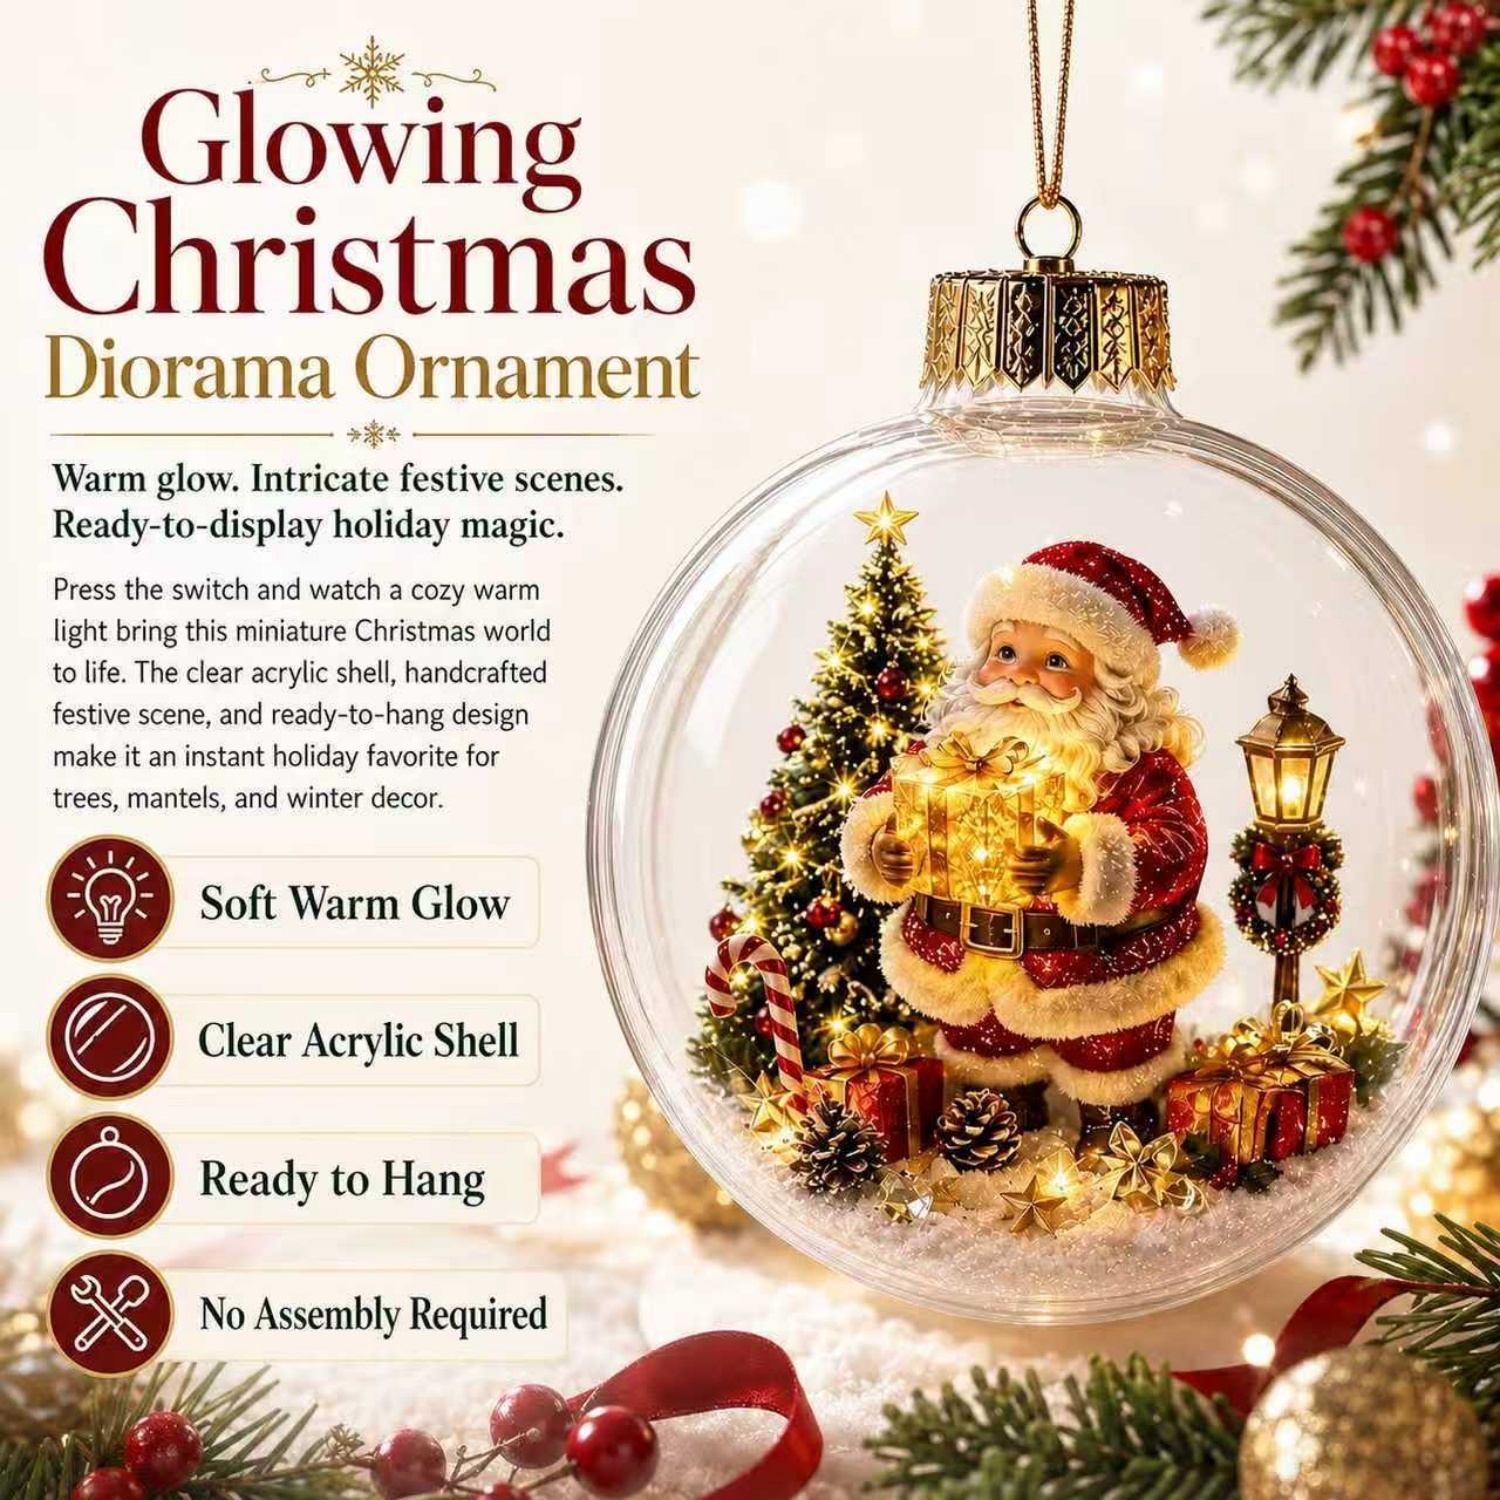 Glowing
Christmas
Diorama Ornament
Warm glow. Intricate festive scenes.
Ready-to-display holiday magic.
Press the switch and watch a cozy warm
light bring this miniature Christmas world
to life. The clear acrylic shell, handcrafted
festive scene, and ready-to-hang design
make it an instant holiday favorite for
trees, mantels, and winter decor.
Soft Warm Glow
Clear Acrylic Shell
Ready to Hang
No Assembly Required